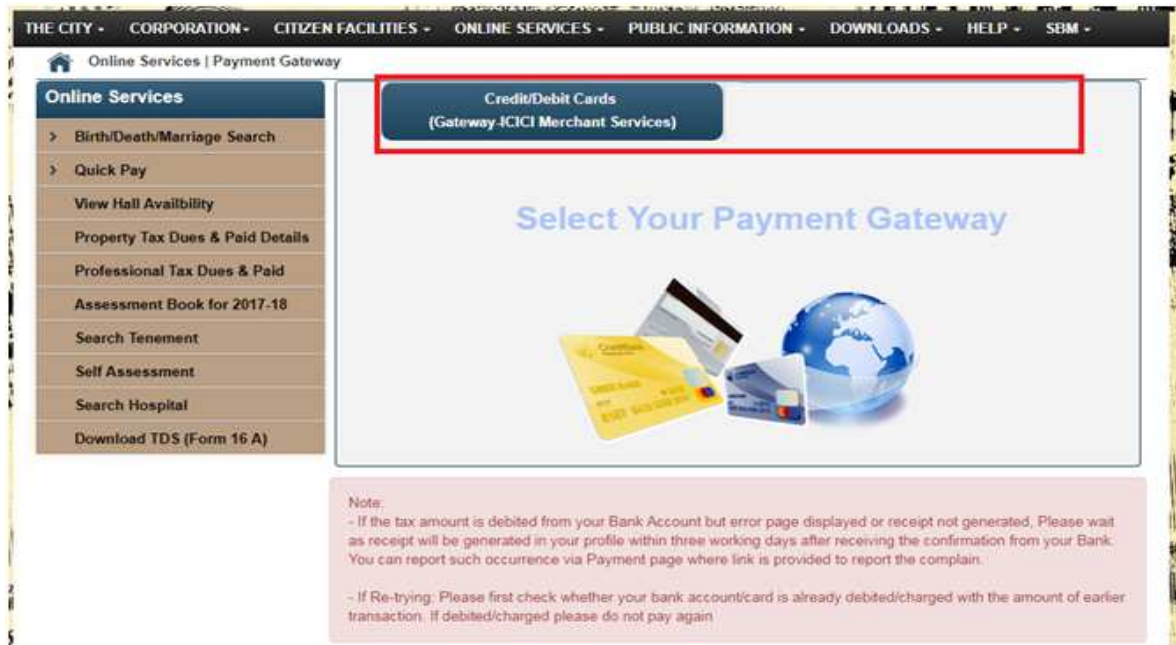 THE CITY - CORPORATION- CITIZEN FACILITIES - ONLINE SERVICES - PUBLIC INFORMATION - DOWNLOADS - HELP - SBM -
Online Services | Payment Gateway
Online Services
> Birth/Death/Marriage Search
> Quick Pay
View Hall Availbility
Property Tax Dues & Paid Details
Professional Tax Dues & Paid
Assessment Book for 2017-18
Search Tenement
Self Assessment
Search Hospital
Download TDS (Form 16 A)
Credit/Debit Cards
(Gateway-ICICI Merchant Services)
Select Your Payment Gateway
Note:
- If the tax amount is debited from your Bank Account but error page displayed or receipt not generated, Please wait
as receipt will be generated in your profile within three working days after receiving the confirmation from your Bank.
You can report such occurrence via Payment page where link is provided to report the complain.
- If Re-trying: Please first check whether your bank account/card is already debited/charged with the amount of earlier
transaction. If debited/charged please do not pay again